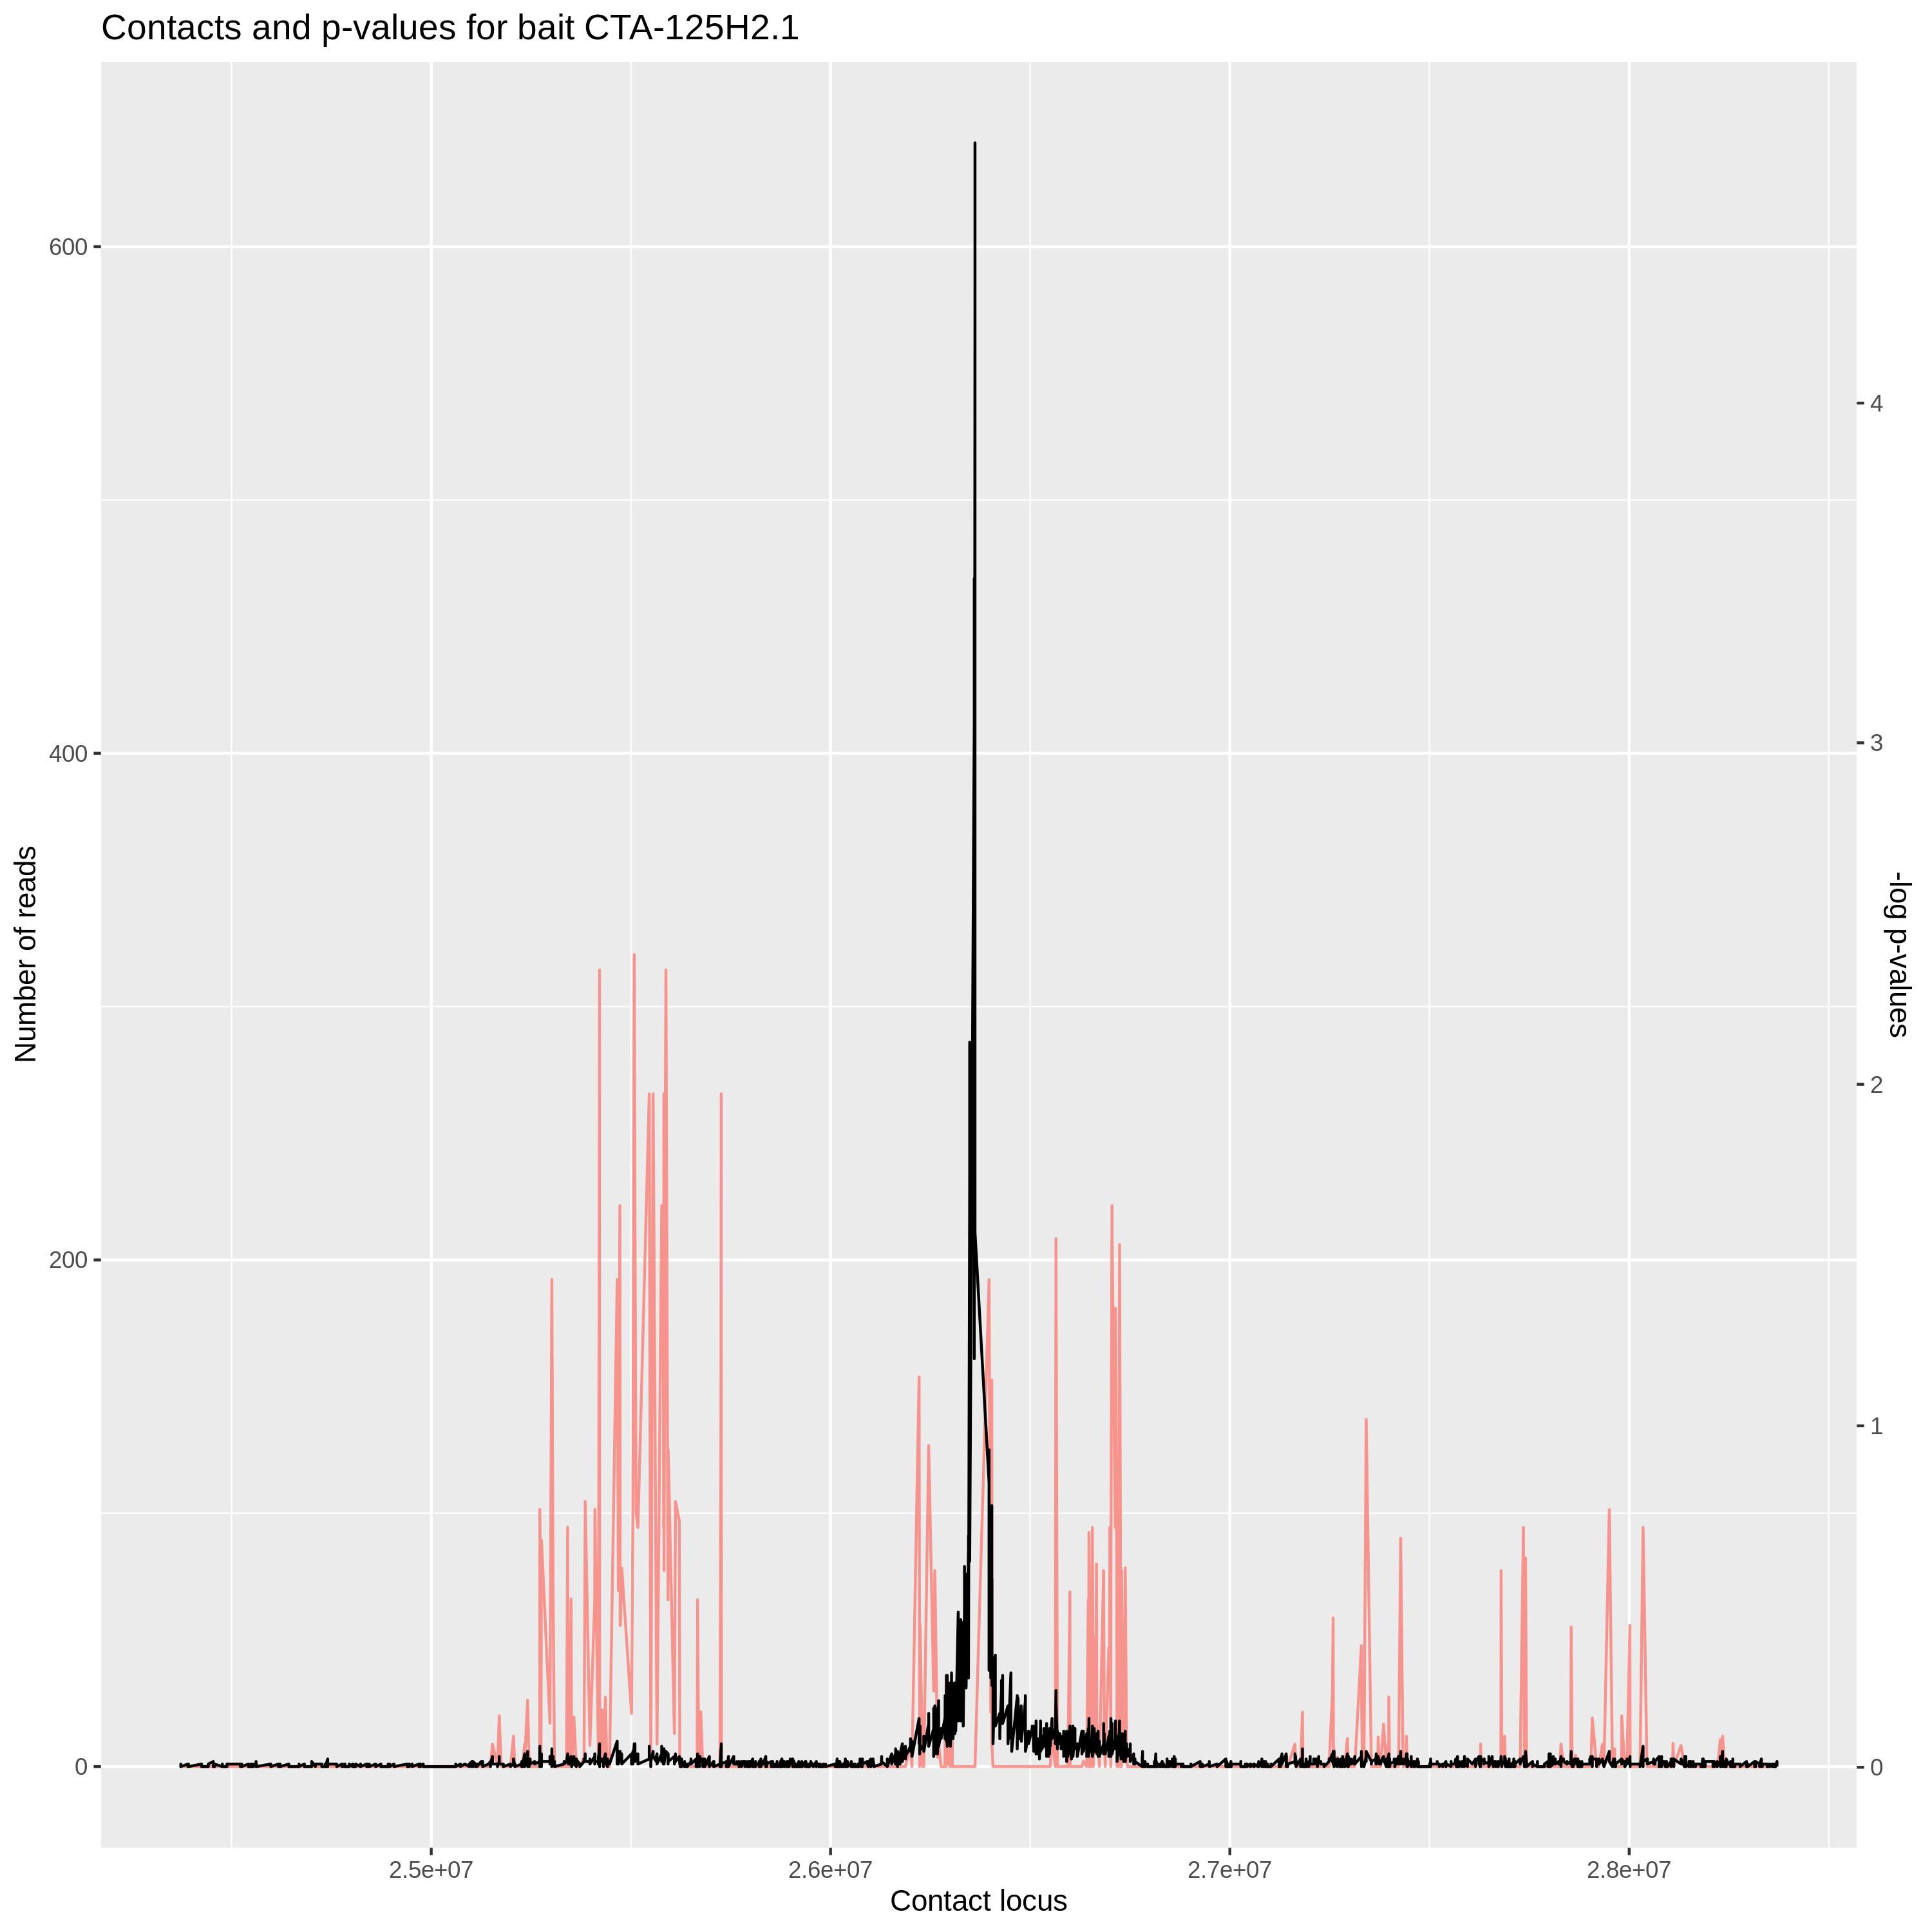 Contacts and p-values for bait CTA-125H2.1
600
400
200
0
Number of reads
4
3
2
1
0
-log p-values
2.5e+07
2.6e+07
2.7e+07
2.8e+07
Contact locus